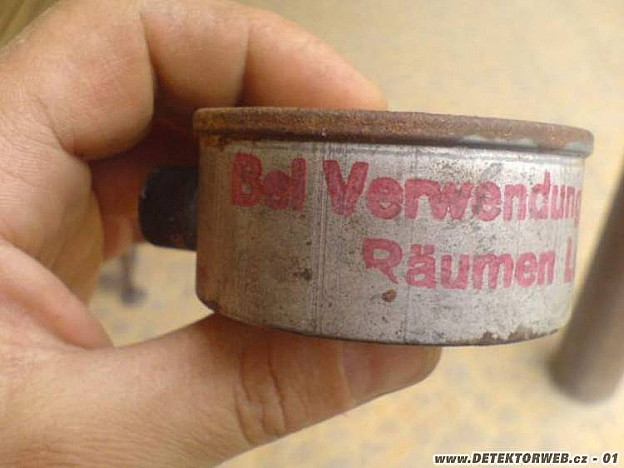 Bei Verwendung
Räumen L
www.DETEKTORWEB.cz - 01